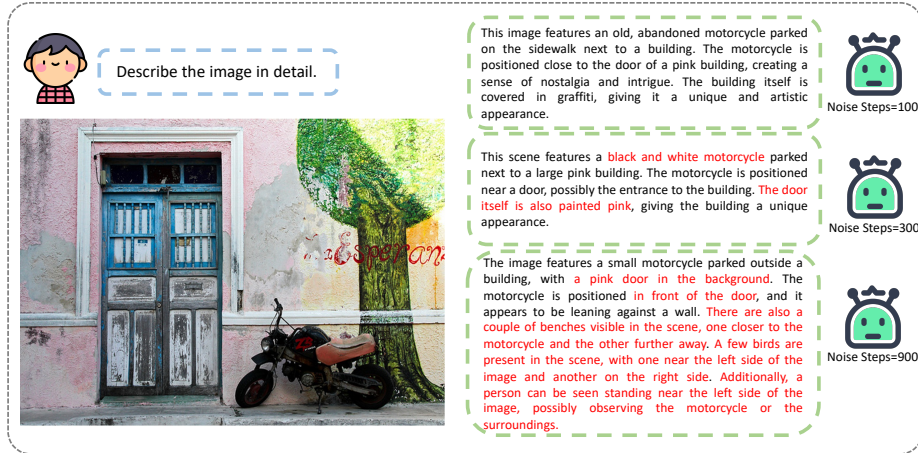 Describe the image in detail.
This image features an old, abandoned motorcycle parked
on the sidewalk next to a building. The motorcycle is
positioned close to the door of a pink building, creating a
sense of nostalgia and intrigue. The building itself is
covered in graffiti, giving it a unique and artistic
appearance.
Noise Steps=100
This scene features a black and white motorcycle parked
next to a large pink building. The motorcycle is positioned
near a door, possibly the entrance to the building. The door
itself is also painted pink, giving the building a unique
appearance.
Noise Steps=300
The image features a small motorcycle parked outside a
building, with a pink door in the background. The
motorcycle is positioned in front of the door, and it
appears to be leaning against a wall. There are also a
couple of benches visible in the scene, one closer to the
motorcycle and the other further away. A few birds are
present in the scene, with one near the left side of the
image and another on the right side. Additionally, a
person can be seen standing near the left side of the
image, possibly observing the motorcycle or the
surroundings.
Noise Steps=900